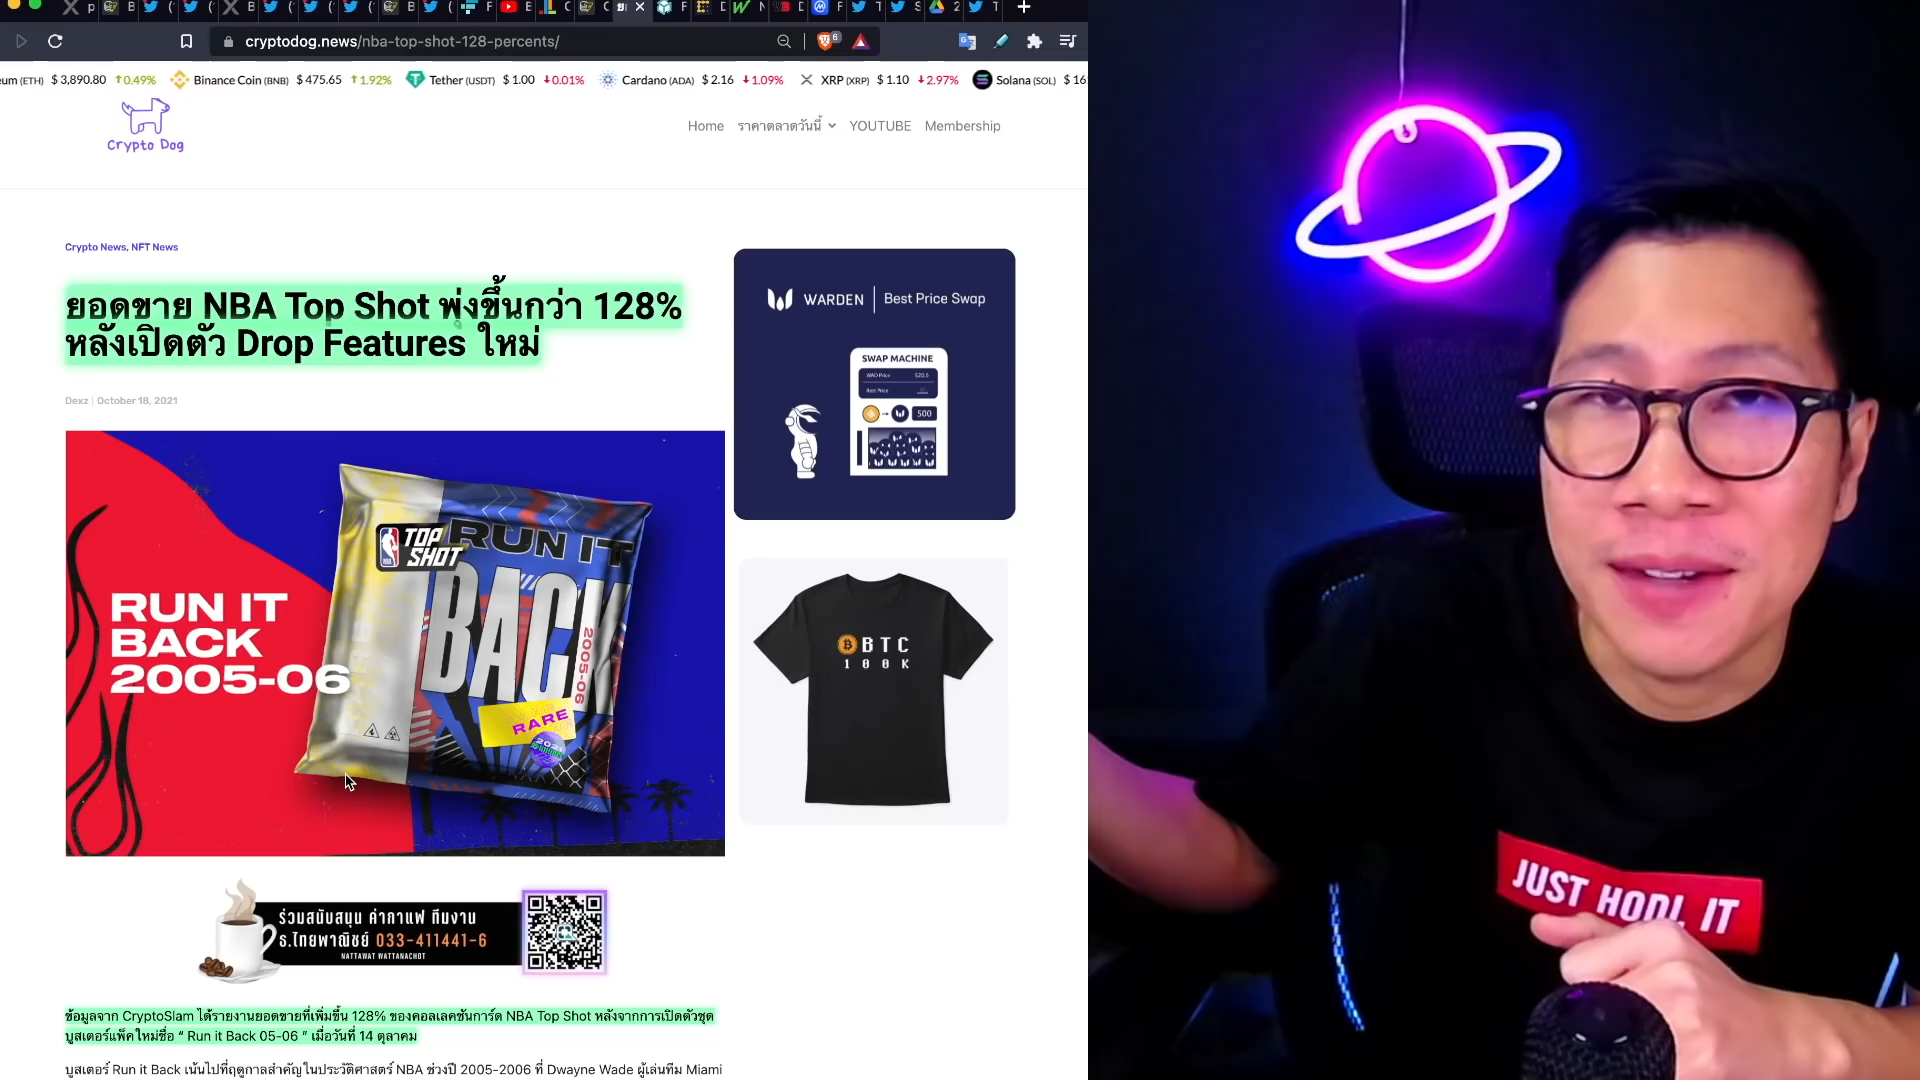 cryptodog.news/nba-top-shot-128-percents/
um (ETH) $ 3,890.80 0.49% Binance Coin (BNB) $ 475.65 1.92% Tether (USDT) $ 1.00 0.01% Cardano (ADA) $ 2.16 1.09% XRP (XRP) $ 1.10 2.97% Solana (SOL) $ 16
Crypto Dog
Home ราคาตลาดวันนี้ YOUTUBE Membership
Crypto News, NFT News
ยอดขาย NBA Top Shot พุ่งขึ้นกว่า 128%
หลังเปิดตัว Drop Features ใหม่
Dexz | October 18, 2021
WARDEN | Best Price Swap
SWAP MACHINE
WAD Price $20.5
Best Price
500
TOP
SHOT
RUN IT
BACK
2005-06
RARE
2021
RUN IT
BACK
2005-06
BTC
100K
ร่วมสนับสนุน ค่ากาแฟ ทีมงาน
ธ.ไทยพาณิชย์ 033-411441-6
NATTAWAT WATTANACHOT
ข้อมูลจาก CryptoSlam ได้รายงานยอดขายที่เพิ่มขึ้น 128% ของคอลเลคชันการ์ด NBA Top Shot หลังจากการเปิดตัวชุด
บูสเตอร์แพ็คใหม่ชื่อ “ Run it Back 05-06 ” เมื่อวันที่ 14 ตุลาคม
บูสเตอร์ Run it Back เน้นไปที่ฤดูกาลสำคัญในประวัติศาสตร์ NBA ช่วงปี 2005-2006 ที่ Dwayne Wade ผู้เล่นทีม Miami
JUST HODL IT